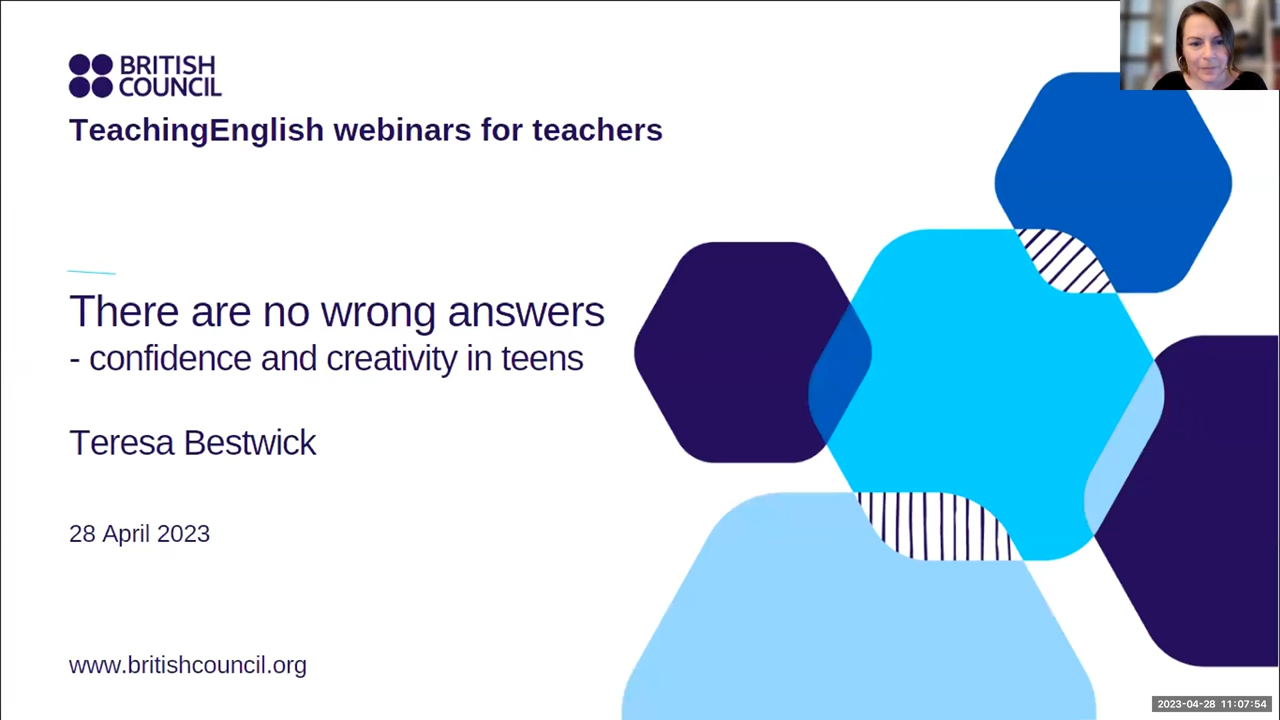 BRITISH
COUNCIL
TeachingEnglish webinars for teachers
There are no wrong answers
- confidence and creativity in teens
Teresa Bestwick
28 April 2023
www.britishcouncil.org
2023-04-28 11:07:54